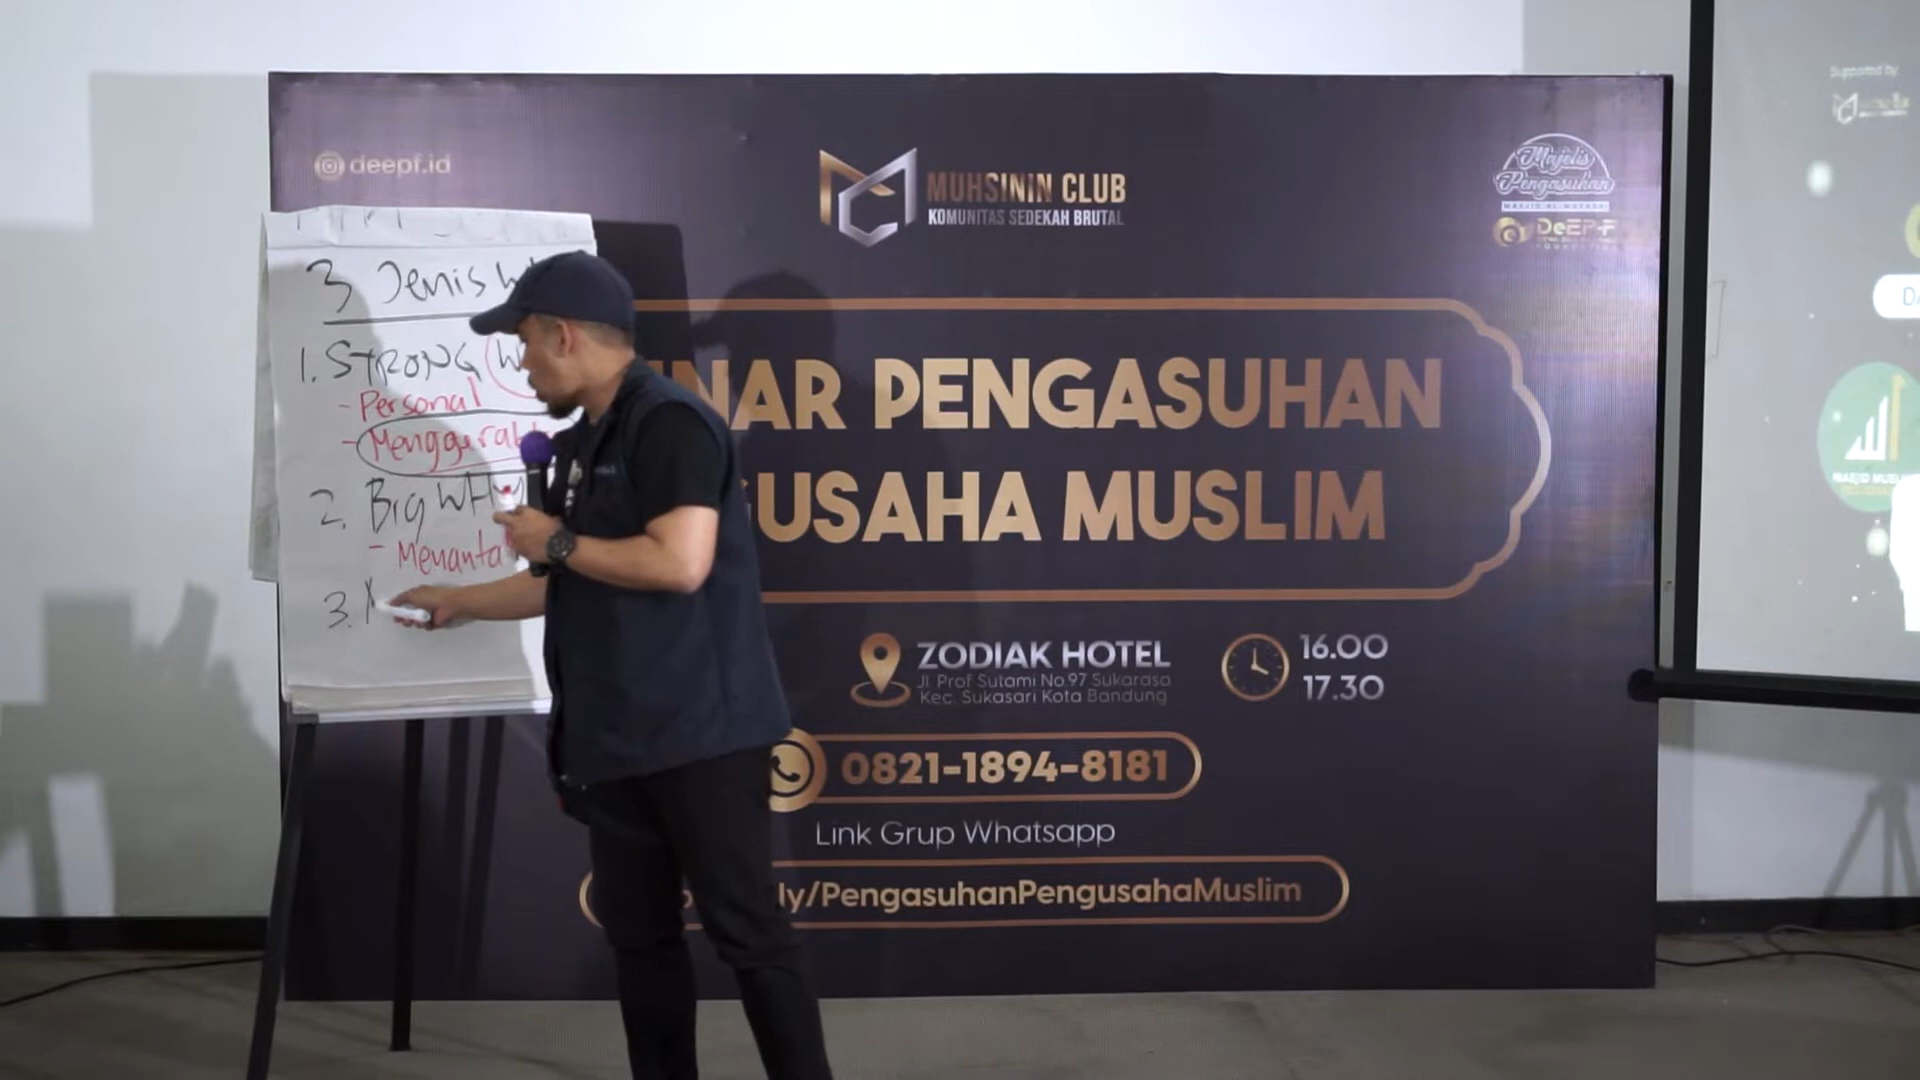 deepf.id
MUHSININ CLUB
KOMUNITAS SEDEKAH BRUTAL
Majelis
Pengasuhan
DeEP-F
Supported by
3 Jenis
1. STRONG
- Personal
-
2. Big WHY
-
3.
NAR PENGASUHAN
GUSAHA MUSLIM
ZODIAK HOTEL
Jl. Prof Sutami No.97 Sukarasa
Kec. Sukasari Kota Bandung
16.00
17.30
0821-1894-8181
Link Grup Whatsapp
ly/PengasuhanPengusahaMuslim